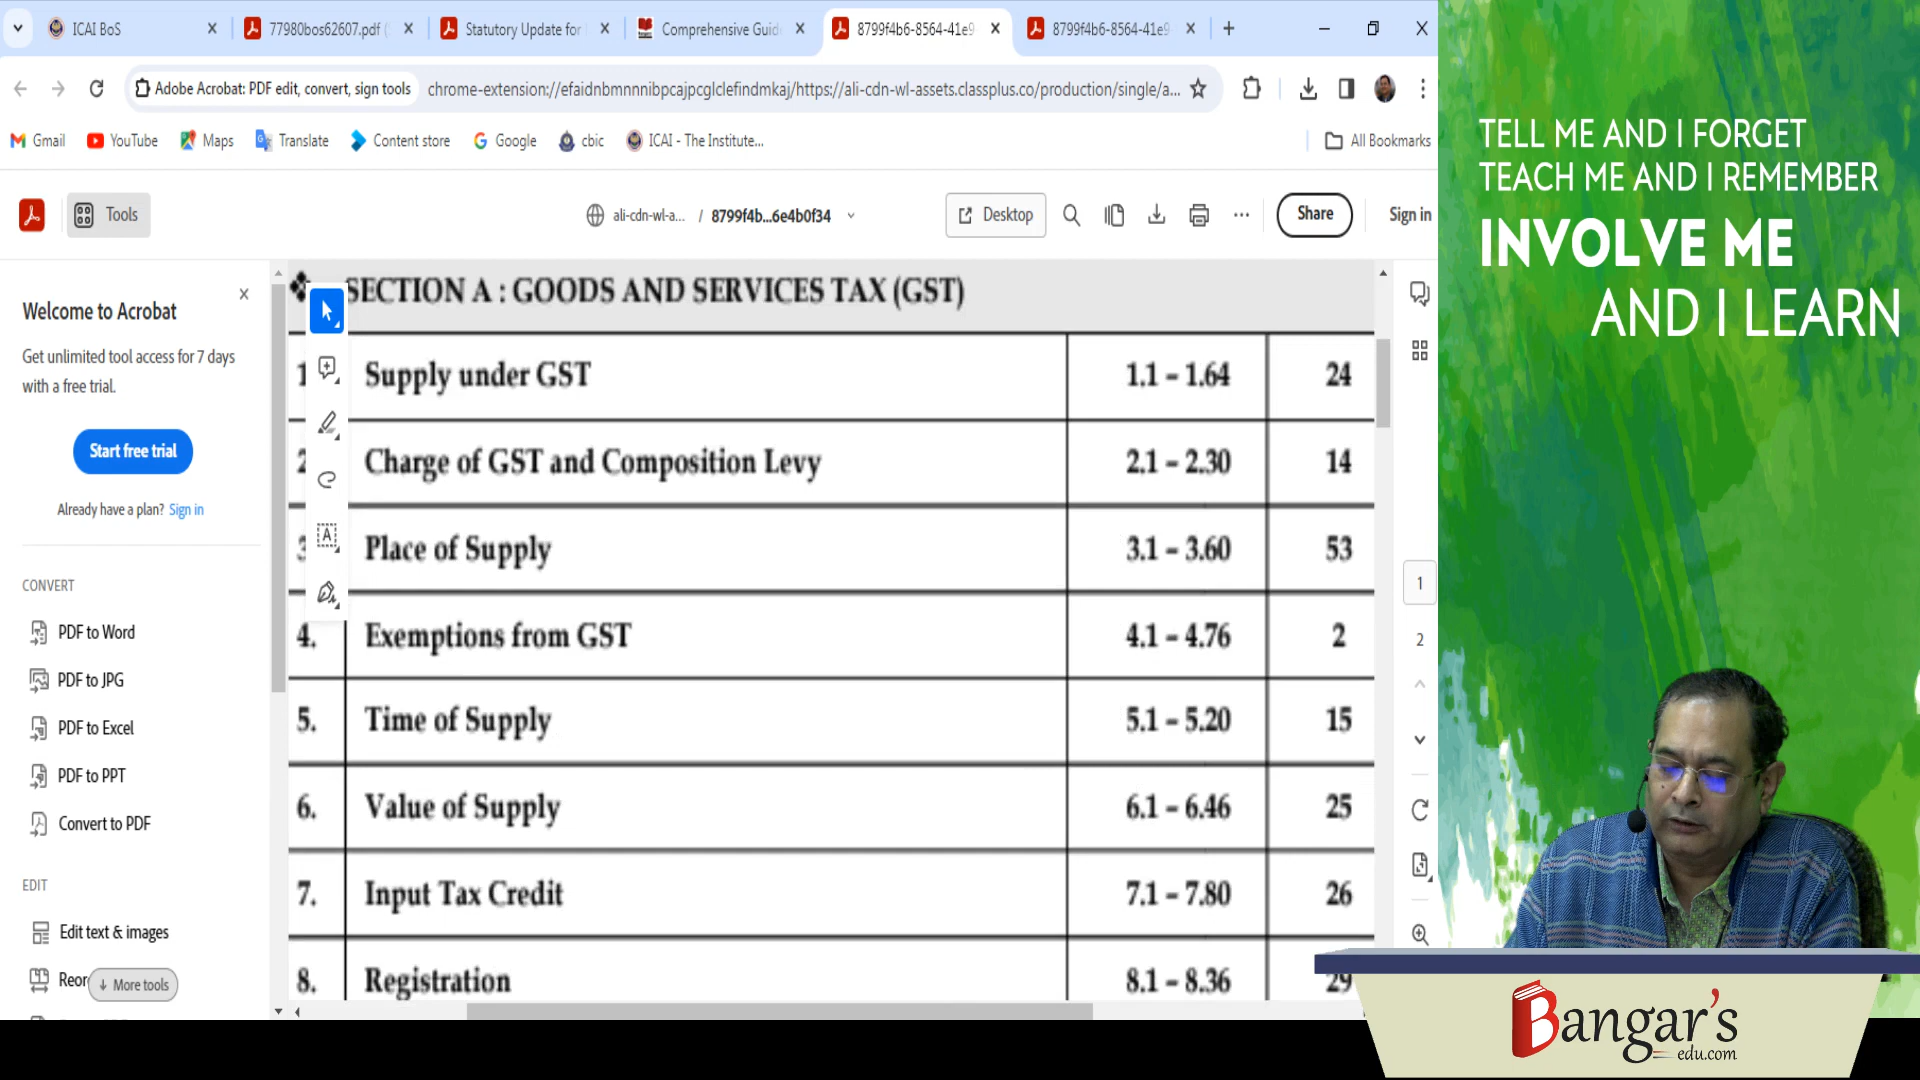 ICAI BoS
77980bos62607.pdf
Statutory Update for
Comprehensive Guid
8799f4b6-8564-41e9
8799f4b6-8564-41e9
Adobe Acrobat: PDF edit, convert, sign tools
chrome-extension://efaidnbmnnnibpcajpcglclefindmkaj/https://ali-cdn-wl-assets.classplus.co/production/single/a...
Gmail
YouTube
Maps
Translate
Content store
Google
cbic
ICAI - The Institute...
All Bookmarks
Tools
ali-cdn-wl-a... / 8799f4b...6e4b0f34
Desktop
Share
Sign in
Welcome to Acrobat
Get unlimited tool access for 7 days
with a free trial.
Start free trial
Already have a plan? Sign in
CONVERT
PDF to Word
PDF to JPG
PDF to Excel
PDF to PPT
Convert to PDF
EDIT
Edit text & images
More tools
SECTION A : GOODS AND SERVICES TAX (GST)
1 Supply under GST 1.1 – 1.64 24
2 Charge of GST and Composition Levy 2.1 – 2.30 14
3 Place of Supply 3.1 – 3.60 53
4. Exemptions from GST 4.1 – 4.76 2
5. Time of Supply 5.1 – 5.20 15
6. Value of Supply 6.1 – 6.46 25
7. Input Tax Credit 7.1 – 7.80 26
8. Registration 8.1 – 8.36 29
1
2
TELL ME AND I FORGET
TEACH ME AND I REMEMBER
INVOLVE ME
AND I LEARN
Bangar's
edu.com